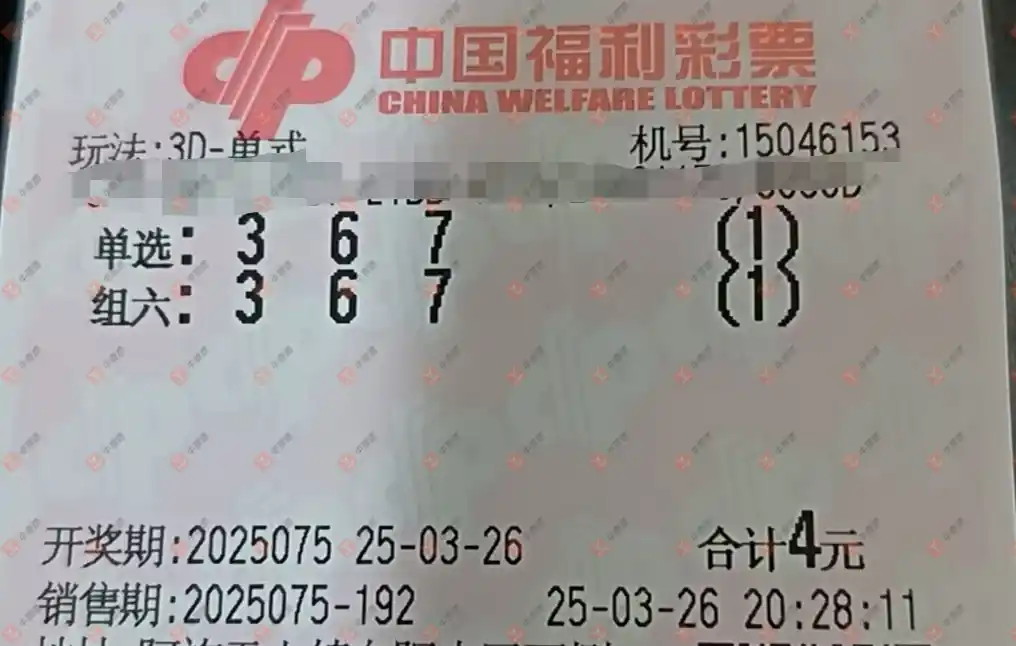 中国福利彩票
CHINA WELFARE LOTTERY
玩法:3D-单式 机号:15046153
单选: 3 6 7 (1)
组六: 3 6 7 (1)
开奖期:2025075 25-03-26 合计4元
销售期:2025075-192 25-03-26 20:28:11